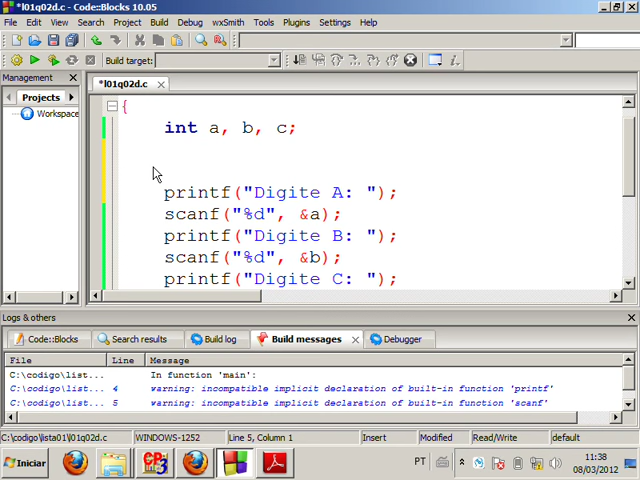 *l01q02d.c - Code::Blocks 10.05
File Edit View Search Project Build Debug wxSmith Tools Plugins Settings Help
Build target:
Management
Projects
Workspace
*l01q02d.c
{
int a, b, c;
printf("Digite A: ");
scanf("%d", &a);
printf("Digite B: ");
scanf("%d", &b);
printf("Digite C: ");
Logs & others
Code::Blocks Search results Build log Build messages Debugger
File Line Message
C:\codigo\list... In function 'main':
C:\codigo\list... 4 warning: incompatible implicit declaration of built-in function 'printf'
C:\codigo\list... 5 warning: incompatible implicit declaration of built-in function 'scanf'
C:\codigo\lista01\l01q02d.c WINDOWS-1252 Line 5, Column 1 Insert Modified Read/Write default
Iniciar PT 11:38
08/03/2012